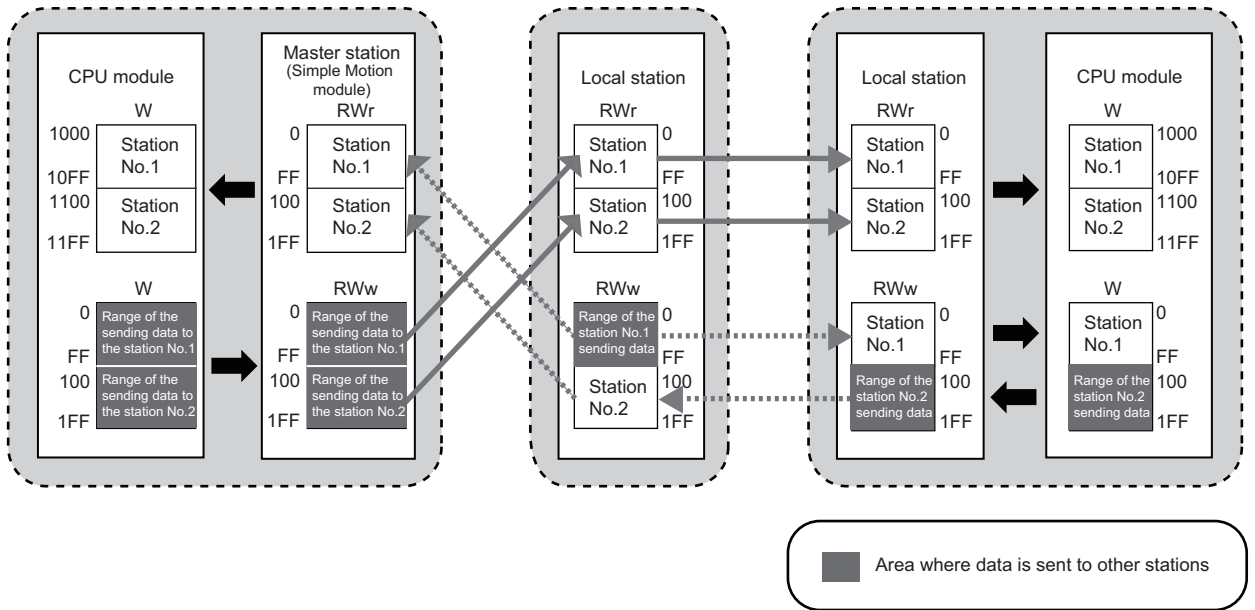 CPU module
W
1000
Station
No.1
10FF
1100
Station
No.2
11FF
W
0
Range of the
sending data to
the station No.1
FF
100
Range of the
sending data to
the station No.2
1FF
Master station
(Simple Motion
module)
RWr
0
Station
No.1
FF
100
Station
No.2
1FF
RWw
0
Range of the
sending data to
the station No.1
FF
100
Range of the
sending data to
the station No.2
1FF
Local station
RWr
0
Station
No.1
FF
100
Station
No.2
1FF
RWw
0
Range of the
station No.1
sending data
FF
100
Station
No.2
1FF
Local station
RWr
0
Station
No.1
FF
100
Station
No.2
1FF
RWw
0
Station
No.1
FF
100
Range of the
station No.2
sending data
1FF
CPU module
W
1000
Station
No.1
10FF
1100
Station
No.2
11FF
W
0
Station
No.1
FF
100
Range of the
station No.2
sending data
1FF
Area where data is sent to other stations